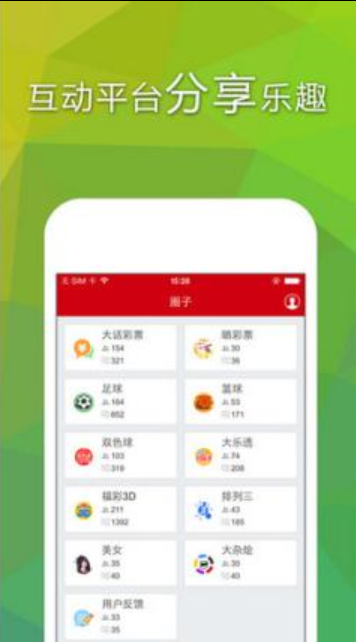 互动平台分享乐趣
无 SIM 卡
15:28
圈子
大话彩票
154
321
晒彩票
30
36
足球
164
852
篮球
53
171
双色球
103
319
大乐透
74
208
福彩3D
211
1392
排列三
43
185
美女
35
40
大杂烩
30
40
用户反馈
33
35